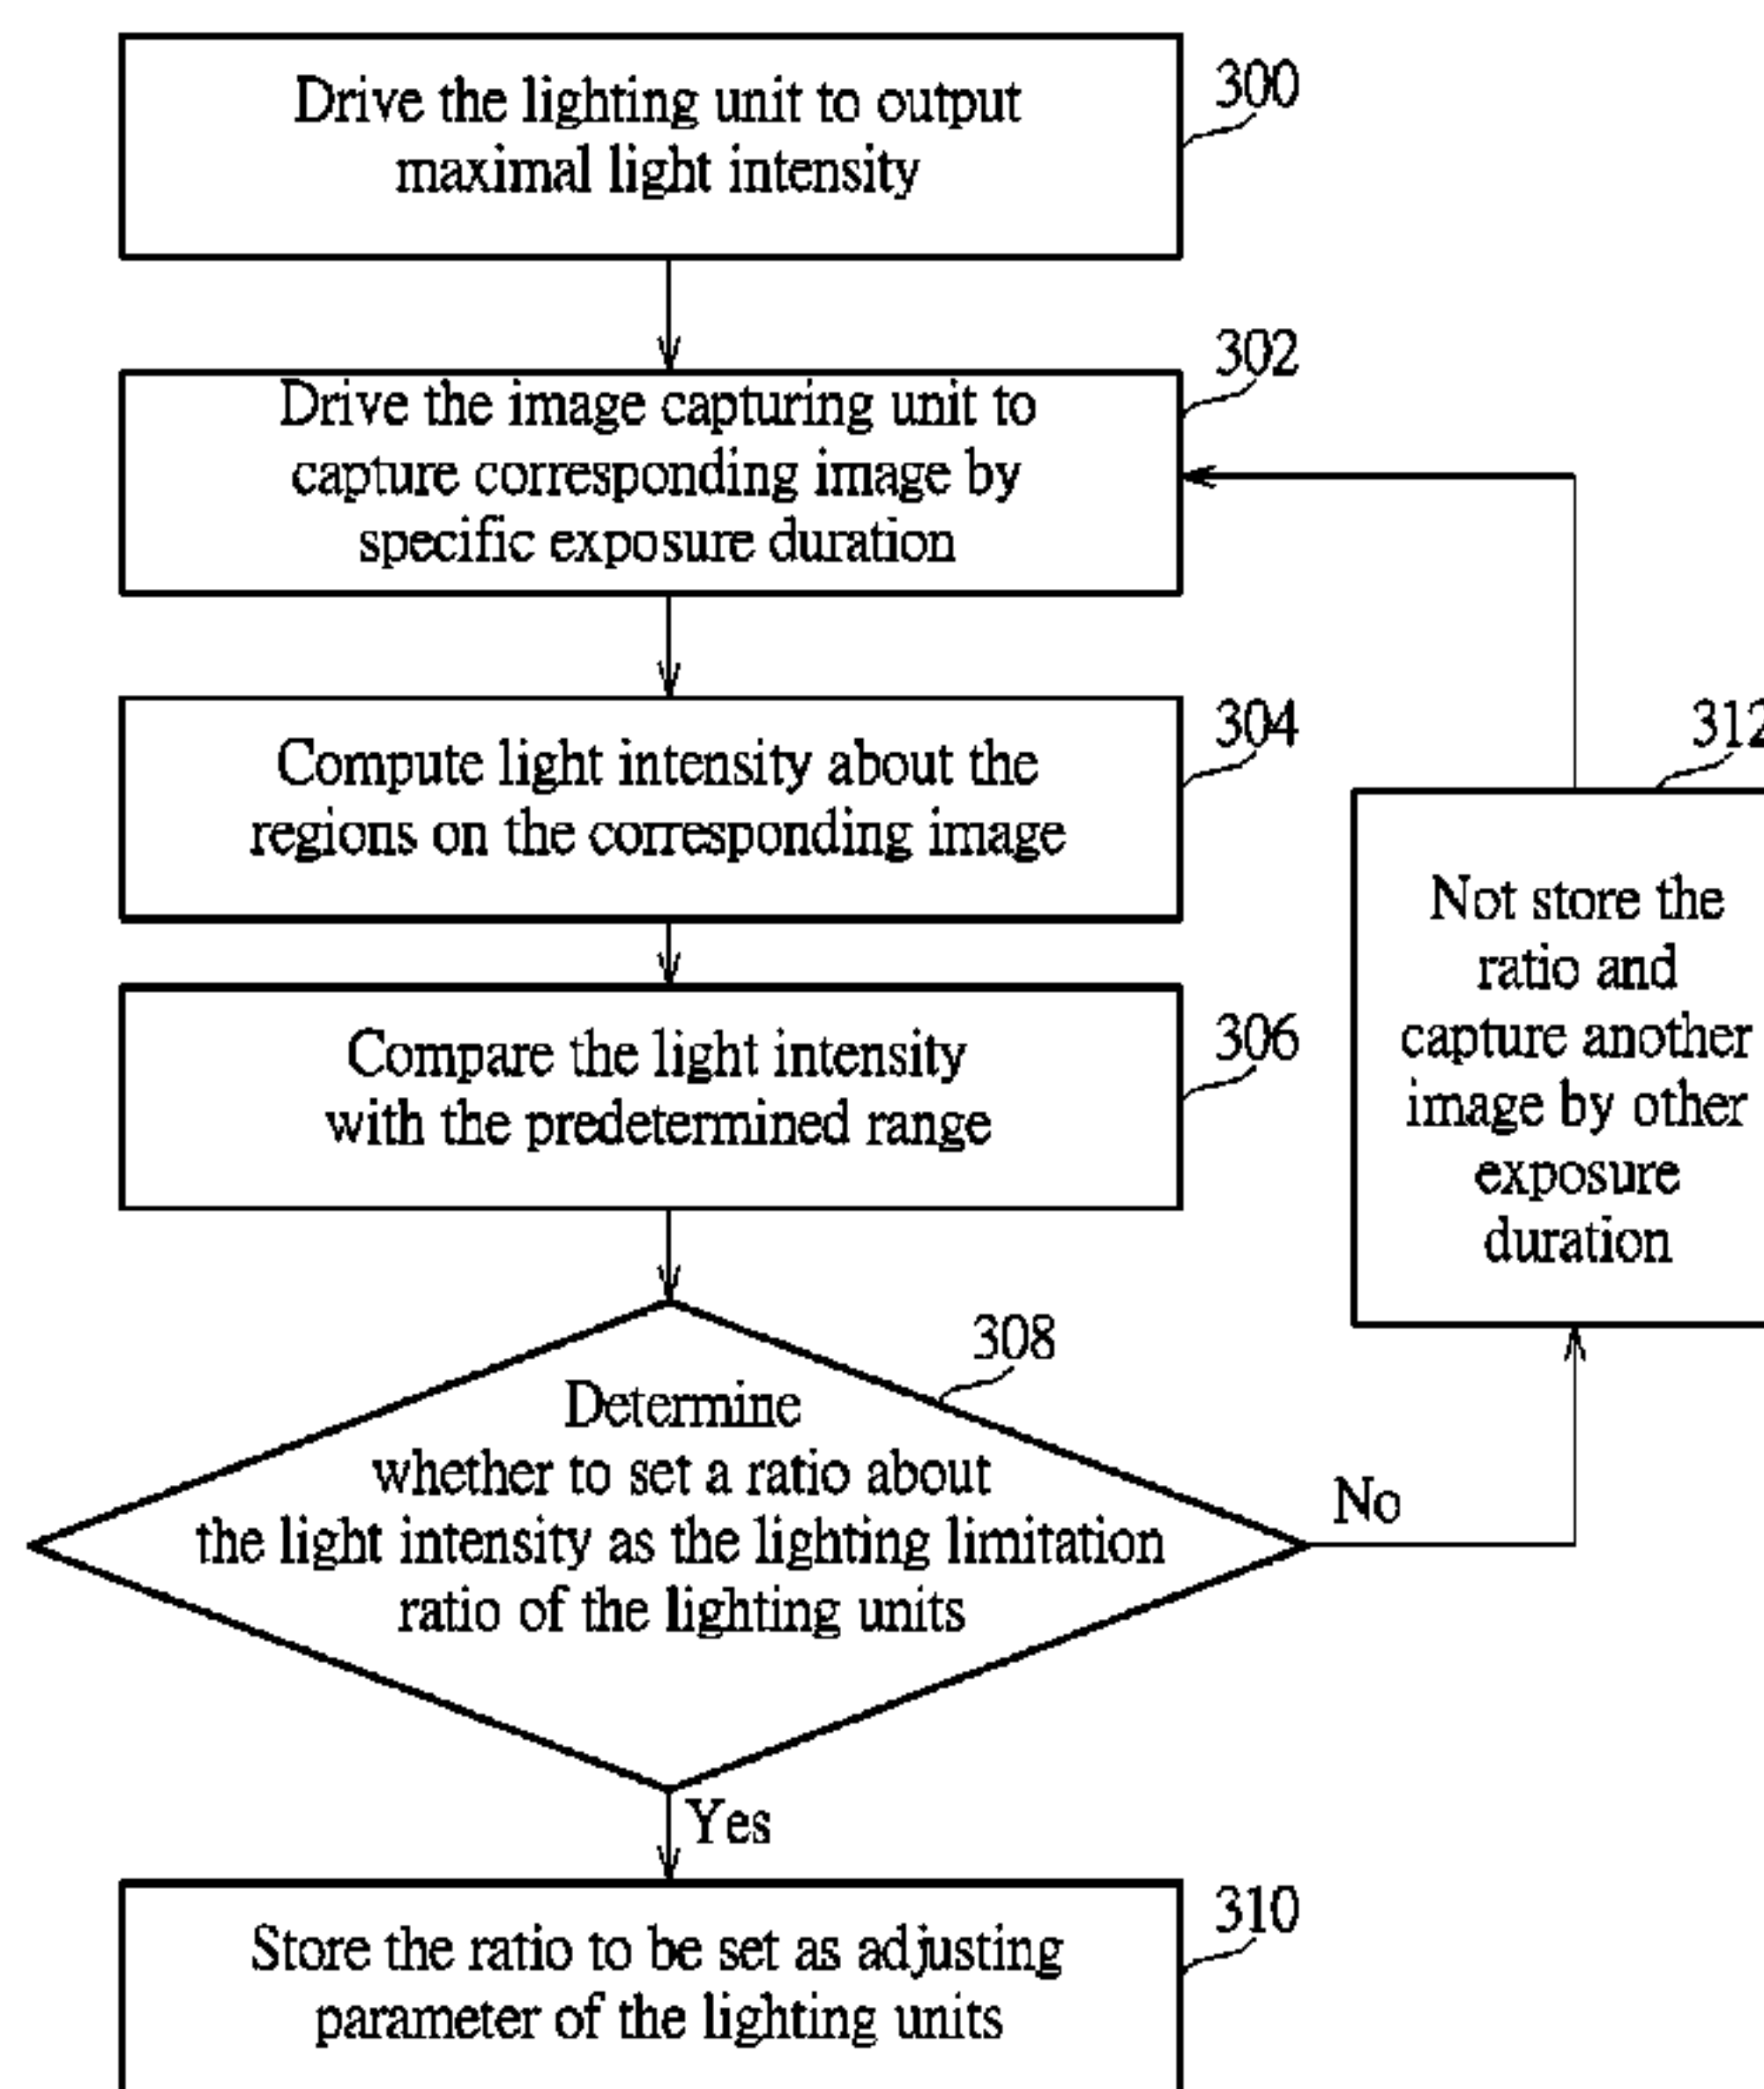 Drive the lighting unit to output
maximal light intensity
300
Drive the image capturing unit to
capture corresponding image by
specific exposure duration
302
Compute light intensity about the
regions on the corresponding image
304
Compare the light intensity
with the predetermined range
306
Determine
whether to set a ratio about
the light intensity as the lighting limitation
ratio of the lighting units
308
No
Yes
Store the ratio to be set as adjusting
parameter of the lighting units
310
312
Not store the
ratio and
capture another
image by other
exposure
duration